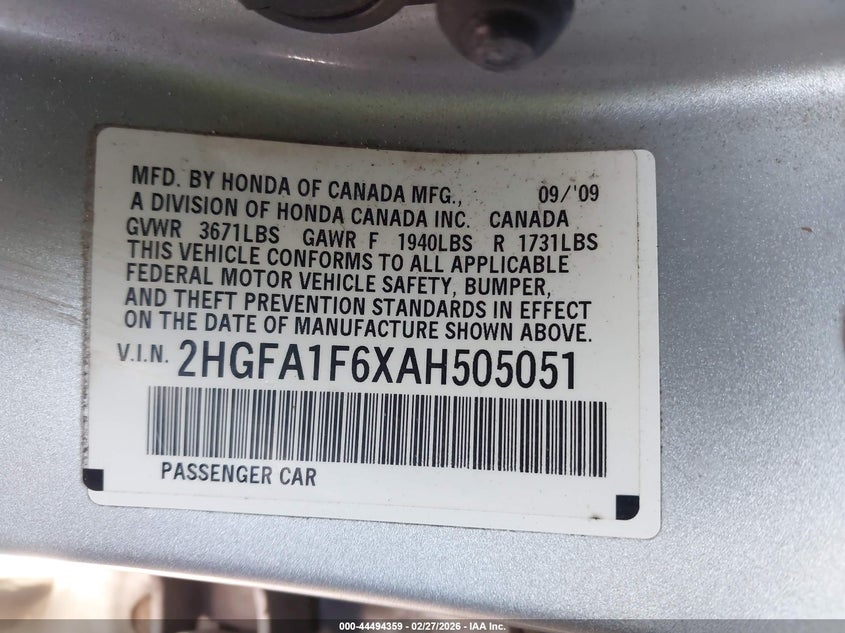 MFD. BY HONDA OF CANADA MFG., 09/'09
A DIVISION OF HONDA CANADA INC. CANADA
GVWR 3671LBS GAWR F 1940LBS R 1731LBS
THIS VEHICLE CONFORMS TO ALL APPLICABLE
FEDERAL MOTOR VEHICLE SAFETY, BUMPER,
AND THEFT PREVENTION STANDARDS IN EFFECT
ON THE DATE OF MANUFACTURE SHOWN ABOVE.
V.I.N. 2HGFA1F6XAH505051
PASSENGER CAR
000-44494359 | 02/27/2026 - IAA Inc.